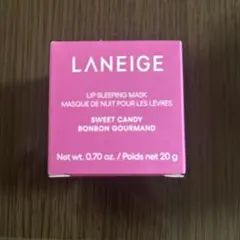 LANEIGE
LIP SLEEPING MASK
MASQUE DE NUIT POUR LES LÈVRES
SWEET CANDY
BONBON GOURMAND
Net wt. 0.70 oz. / Poids net 20 g